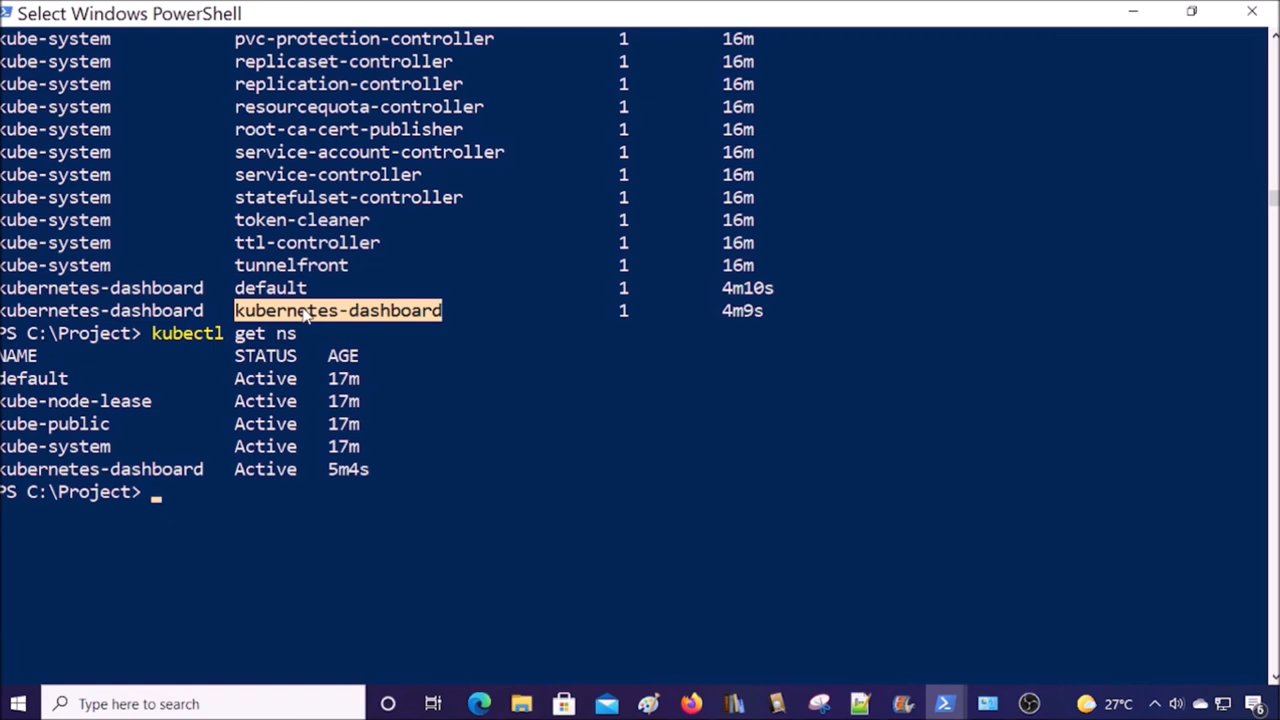 Select Windows PowerShell
kube-system pvc-protection-controller 1 16m
kube-system replicaset-controller 1 16m
kube-system replication-controller 1 16m
kube-system resourcequota-controller 1 16m
kube-system root-ca-cert-publisher 1 16m
kube-system service-account-controller 1 16m
kube-system service-controller 1 16m
kube-system statefulset-controller 1 16m
kube-system token-cleaner 1 16m
kube-system ttl-controller 1 16m
kube-system tunnelfront 1 16m
kubernetes-dashboard default 1 4m10s
kubernetes-dashboard kubernetes-dashboard 1 4m9s
PS C:\Project> kubectl get ns
NAME STATUS AGE
default Active 17m
kube-node-lease Active 17m
kube-public Active 17m
kube-system Active 17m
kubernetes-dashboard Active 5m4s
PS C:\Project>
Type here to search 27°C 6